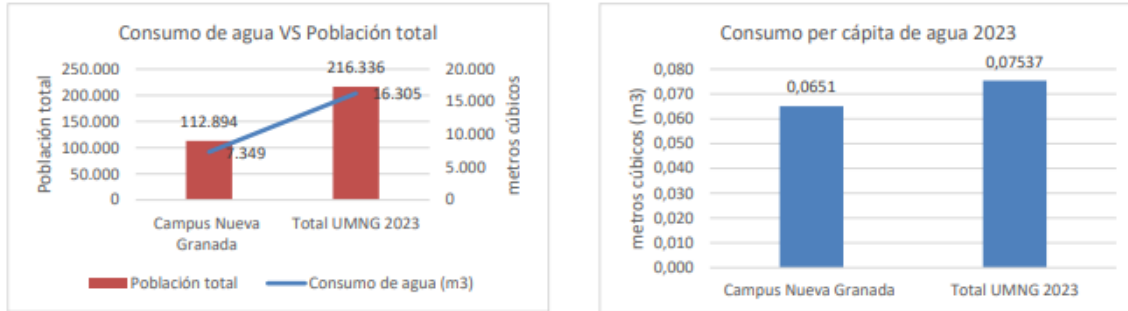 Consumo de agua VS Población total
Población total
250.000
200.000
150.000
100.000
50.000
0
112.894
7.349
216.336
16.305
20.000
15.000
10.000
5.000
0
metros cúbicos
Campus Nueva
Granada
Total UMNG 2023
Población total
Consumo de agua (m3)
Consumo per cápita de agua 2023
metros cúbicos (m3)
0,080
0,070
0,060
0,050
0,040
0,030
0,020
0,010
0,000
0,0651
0,07537
Campus Nueva Granada
Total UMNG 2023